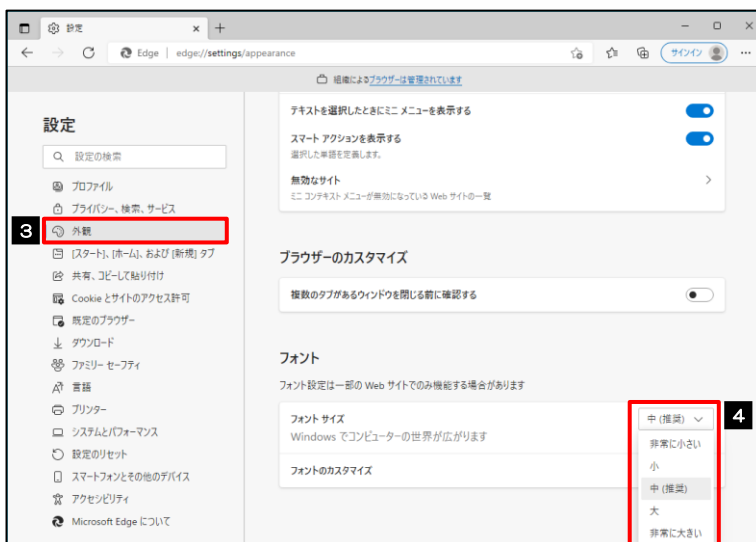 設定
Edge | edge://settings/appearance
サインイン
組織によるブラウザーは管理されています
設定
設定の検索
プロファイル
プライバシー、検索、サービス
3
外観
[スタート]、[ホーム]、および [新規] タブ
共有、コピーして貼り付け
Cookie とサイトのアクセス許可
既定のブラウザー
ダウンロード
ファミリー セーフティ
言語
プリンター
システムとパフォーマンス
設定のリセット
スマートフォンとその他のデバイス
アクセシビリティ
Microsoft Edge について
テキストを選択したときにミニ メニューを表示する
スマート アクションを表示する
選択した単語を定義します。
無効なサイト
ミニ コンテキスト メニューが無効になっている Web サイトの一覧
ブラウザーのカスタマイズ
複数のタブがあるウィンドウを閉じる前に確認する
フォント
フォント設定は一部の Web サイトでのみ機能する場合があります
フォント サイズ
Windows でコンピューターの世界が広がります
フォントのカスタマイズ
中 (推奨)
4
非常に小さい
小
中 (推奨)
大
非常に大きい